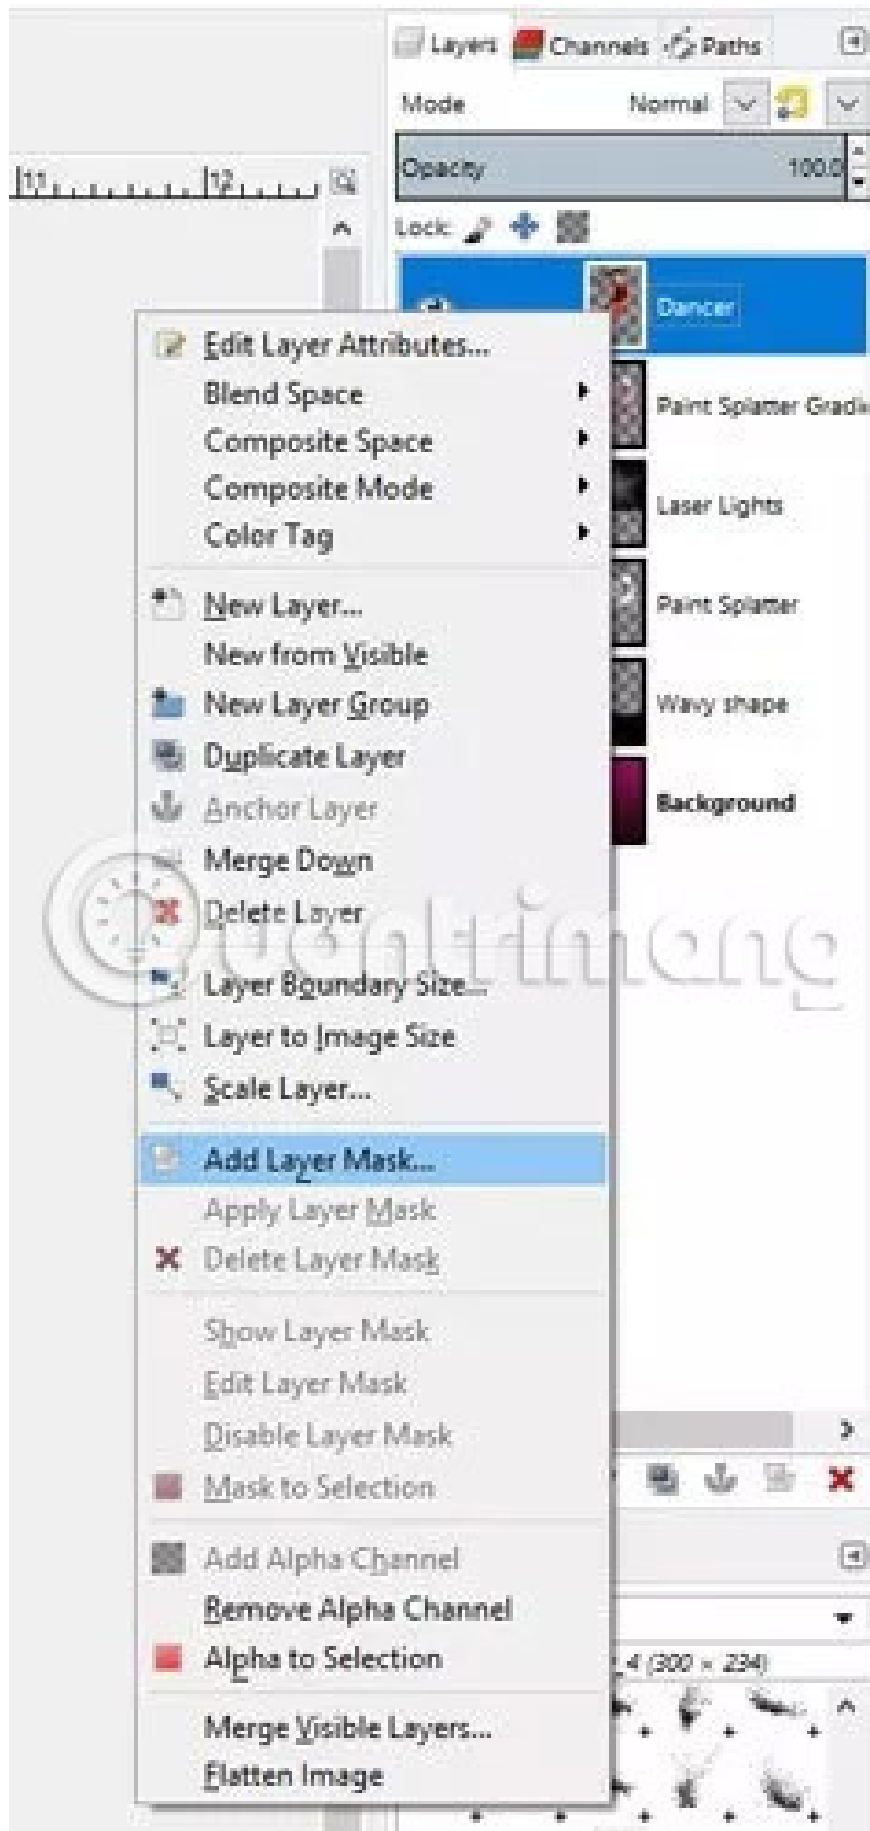 Layers Channels Paths
Mode Normal
Opacity 100.0
11 12
Lock:
Dancer
Edit Layer Attributes...
Blend Space
Paint Splatter Gradi
Composite Space
Composite Mode
Laser Lights
Color Tag
New Layer...
Paint Splatter
New from Visible
New Layer Group
Wavy shape
Duplicate Layer
Anchor Layer
Background
Merge Down
Delete Layer
Quantrimang
Layer Boundary Size...
Layer to Image Size
Scale Layer...
Add Layer Mask...
Apply Layer Mask
Delete Layer Mask
Show Layer Mask
Edit Layer Mask
Disable Layer Mask
Mask to Selection
Add Alpha Channel
Remove Alpha Channel
Alpha to Selection
_4 (300 × 234)
Merge Visible Layers...
Flatten Image